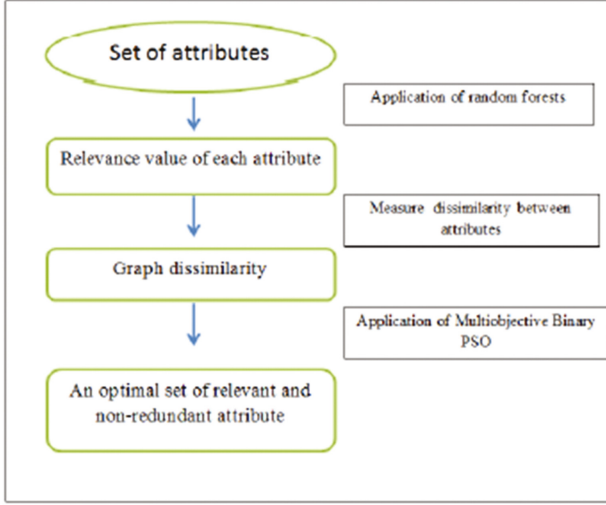 Set of attributes
Application of random forests
Relevance value of each attribute
Measure dissimilarity between
attributes
Graph dissimilarity
Application of Multiobjective Binary
PSO
An optimal set of relevant and
non-redundant attribute